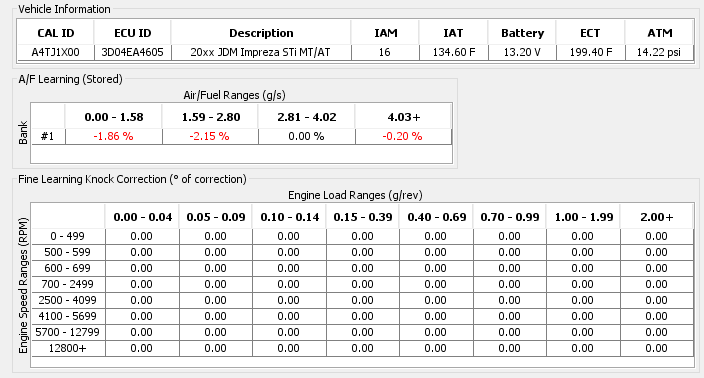 Vehicle Information
CAL ID ECU ID Description IAM IAT Battery ECT ATM
A4TJ1X00 3D04EA4605 20xx JDM Impreza STi MT/AT 16 134.60 F 13.20 V 199.40 F 14.22 psi
A/F Learning (Stored)
Air/Fuel Ranges (g/s)
0.00 - 1.58 1.59 - 2.80 2.81 - 4.02 4.03+
Bank
#1 -1.86 % -2.15 % 0.00 % -0.20 %
Fine Learning Knock Correction (° of correction)
Engine Load Ranges (g/rev)
0.00 - 0.04 0.05 - 0.09 0.10 - 0.14 0.15 - 0.39 0.40 - 0.69 0.70 - 0.99 1.00 - 1.99 2.00+
Engine Speed Ranges (RPM)
0 - 499 0.00 0.00 0.00 0.00 0.00 0.00 0.00 0.00
500 - 599 0.00 0.00 0.00 0.00 0.00 0.00 0.00 0.00
600 - 699 0.00 0.00 0.00 0.00 0.00 0.00 0.00 0.00
700 - 2499 0.00 0.00 0.00 0.00 0.00 0.00 0.00 0.00
2500 - 4099 0.00 0.00 0.00 0.00 0.00 0.00 0.00 0.00
4100 - 5699 0.00 0.00 0.00 0.00 0.00 0.00 0.00 0.00
5700 - 12799 0.00 0.00 0.00 0.00 0.00 0.00 0.00 0.00
12800+ 0.00 0.00 0.00 0.00 0.00 0.00 0.00 0.00